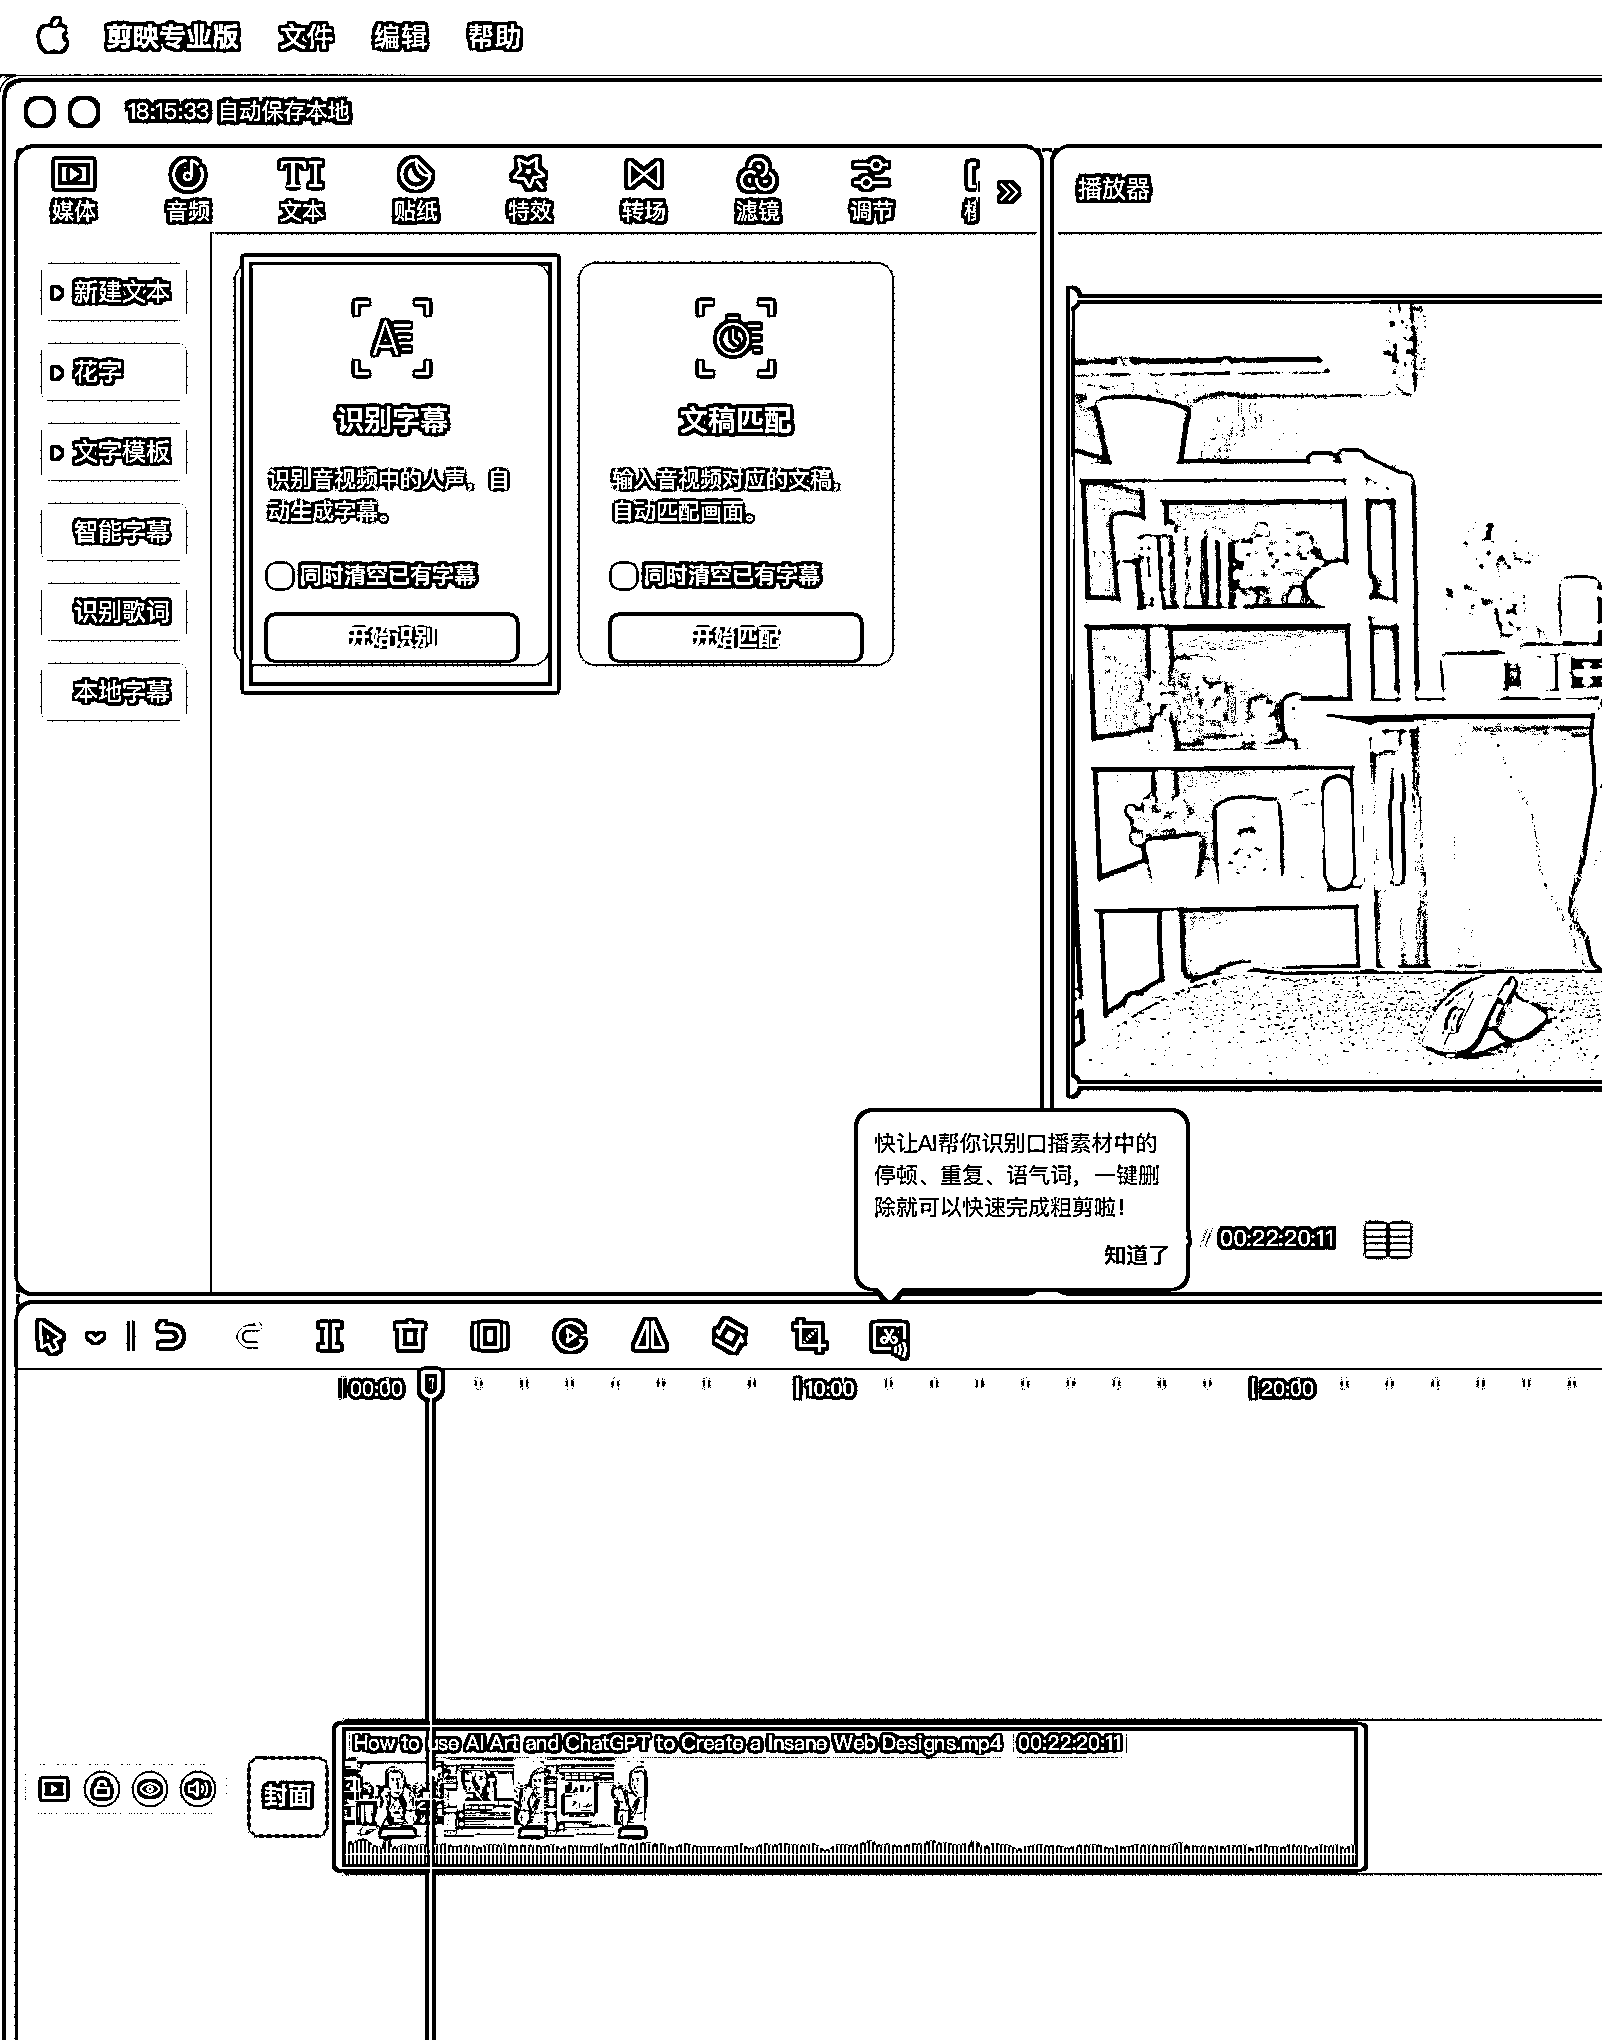 剪映专业版 文件 编辑 帮助
18:15:33 自动保存本地
媒体 音频 文本 贴纸 特效 转场 滤镜 调节
播放器
新建文本
花字
文字模板
智能字幕
识别歌词
本地字幕
识别字幕
识别音视频中的人声，自
动生成字幕。
同时清空已有字幕
开始识别
文稿匹配
输入音视频对应的文稿，
自动匹配画面。
同时清空已有字幕
开始匹配
快让AI帮你识别口播素材中的
停顿、重复、语气词，一键删
除就可以快速完成粗剪啦！
知道了
/ 00:22:20:11
00:00 10:00 20:00
封面
How to use AI Art and ChatGPT to Create a Insane Web Designs.mp4 00:22:20:11